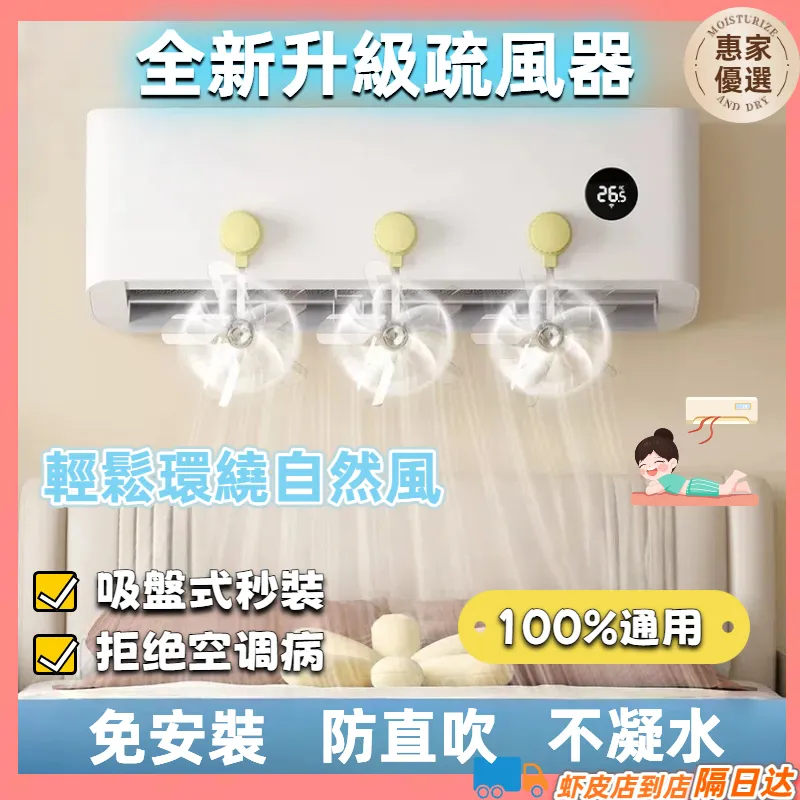 全新升級疏風器
MOISTURIZE
惠家
優選
AND DRY
26.5
℃
輕鬆環繞自然風
吸盤式秒裝
拒绝空调病
100%通用
免安裝 防直吹 不凝水
虾皮店到店隔日达